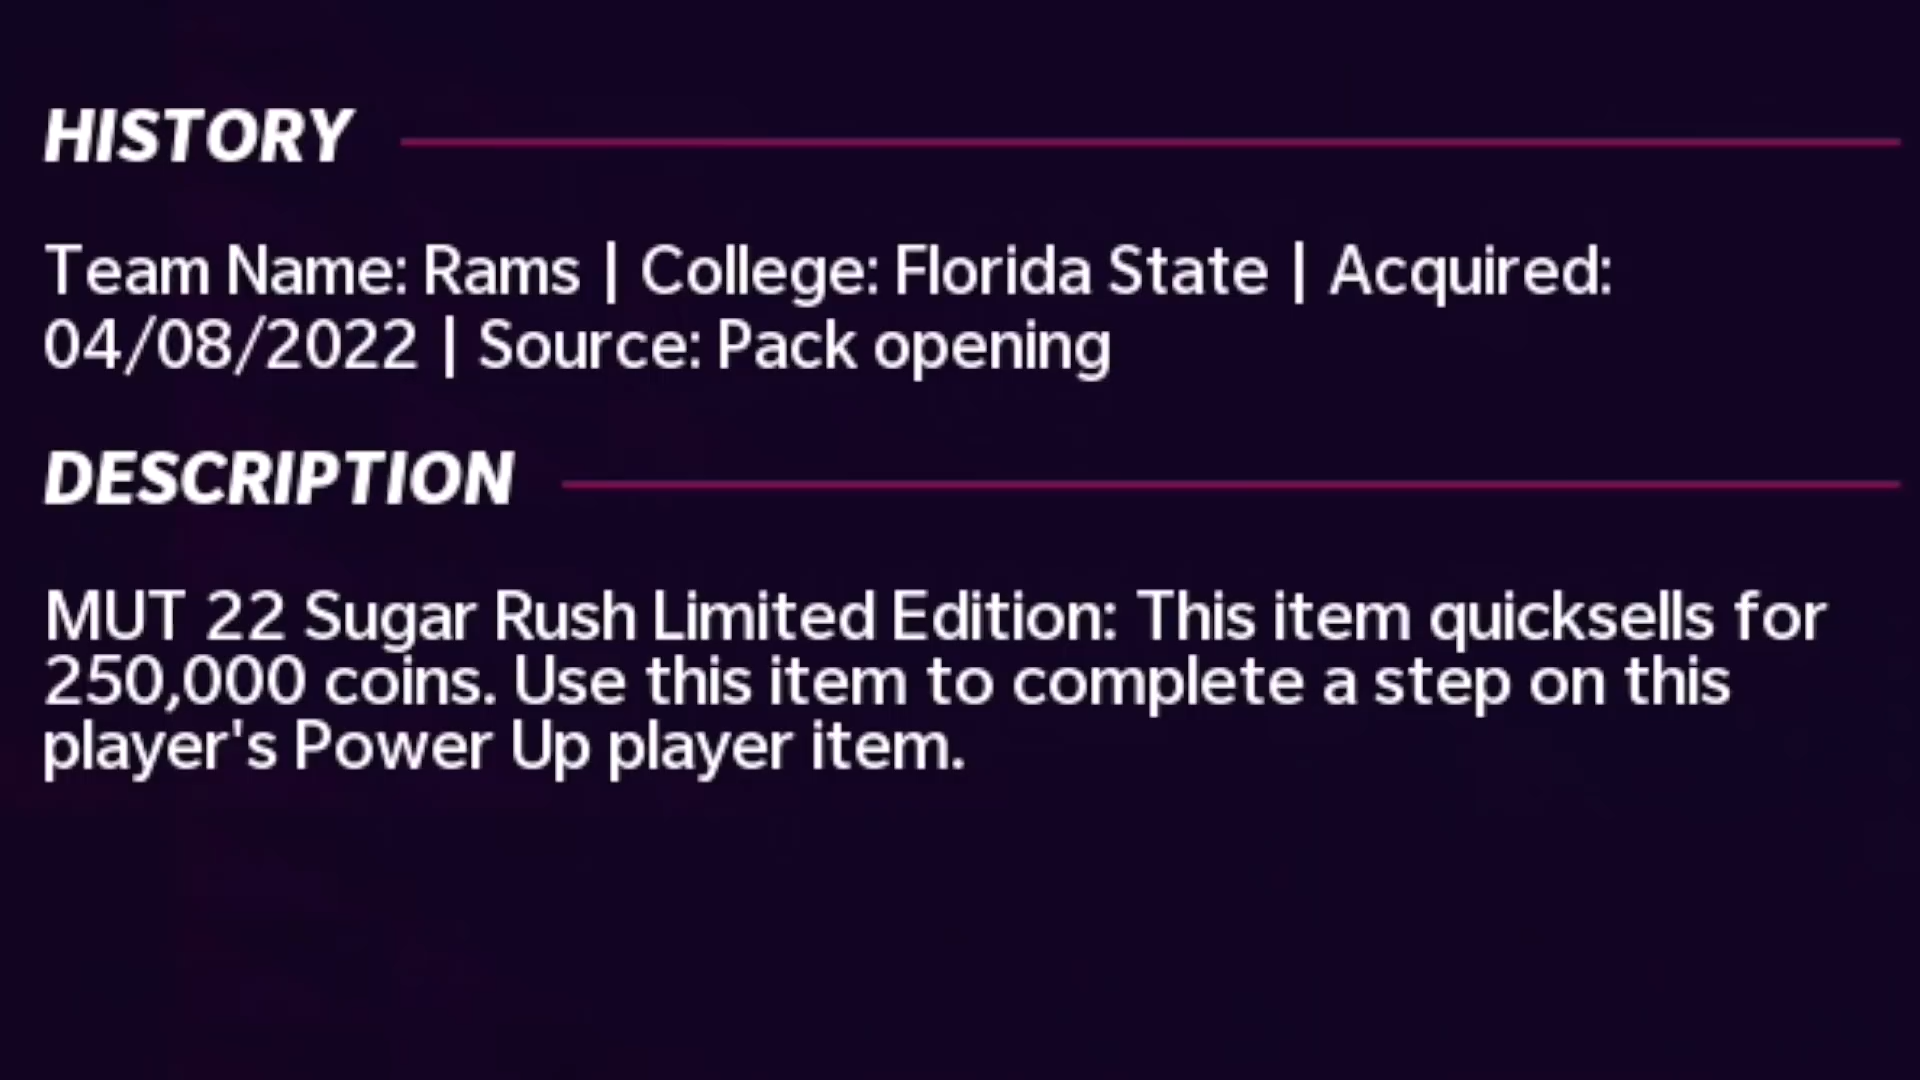 HISTORY
Team Name: Rams | College: Florida State | Acquired:
04/08/2022 | Source: Pack opening
DESCRIPTION
MUT 22 Sugar Rush Limited Edition: This item quicksells for
250,000 coins. Use this item to complete a step on this
player's Power Up player item.